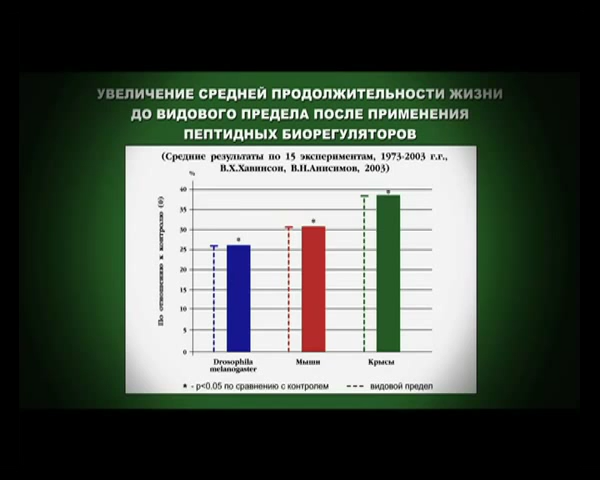 УВЕЛИЧЕНИЕ СРЕДНЕЙ ПРОДОЛЖИТЕЛЬНОСТИ ЖИЗНИ
ДО ВИДОВОГО ПРЕДЕЛА ПОСЛЕ ПРИМЕНЕНИЯ
ПЕПТИДНЫХ БИОРЕГУЛЯТОРОВ
(Средние результаты по 15 экспериментам, 1973-2003 г.г.,
В.Х.Хавинсон, В.Н.Анисимов, 2003)
%
По отношению к контролю (0)
40
35
30
25
20
15
10
5
0
* * *
Drosophila
melanogaster
Мыши
Крысы
* - p<0.05 по сравнению с контролем
--- видовой предел